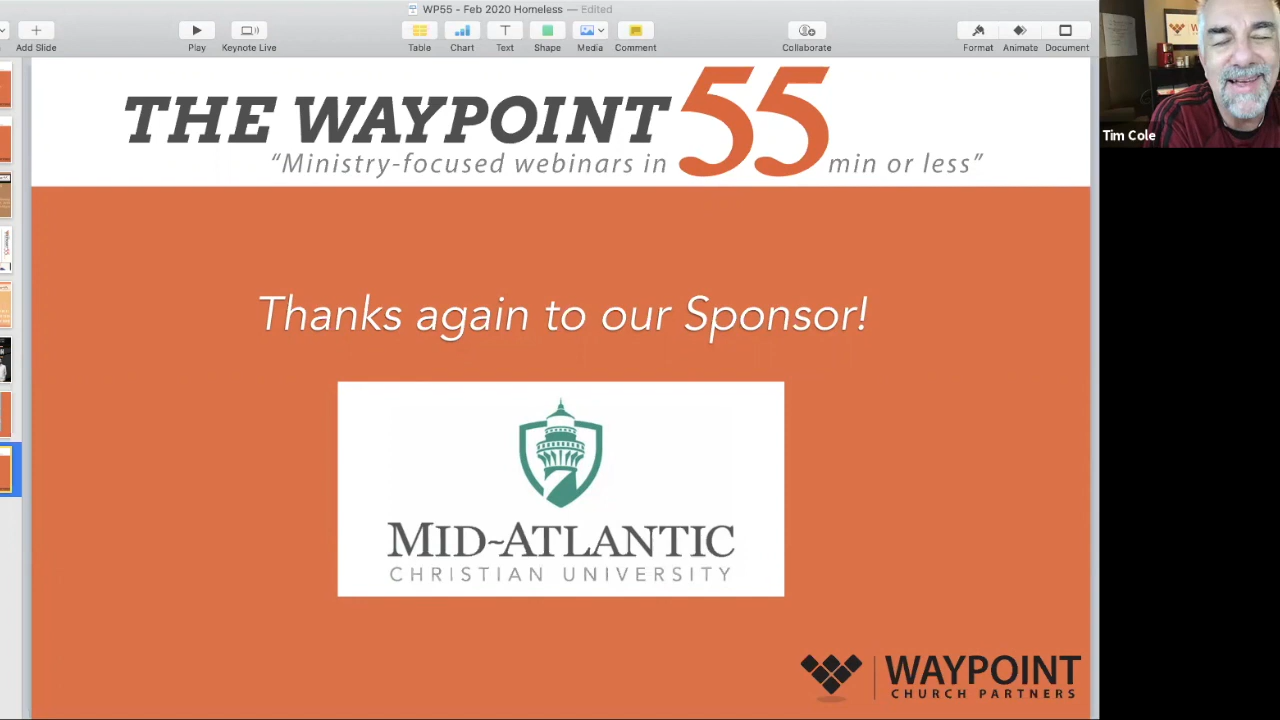 WP55 - Feb 2020 Homeless — Edited
Add Slide
Play
Keynote Live
Table
Chart
Text
Shape
Media
Comment
Collaborate
Format
Animate
Document
Tim Cole
THE WAYPOINT 55
“Ministry-focused webinars in min or less”
Thanks again to our Sponsor!
MID~ATLANTIC
CHRISTIAN UNIVERSITY
WAYPOINT
CHURCH PARTNERS